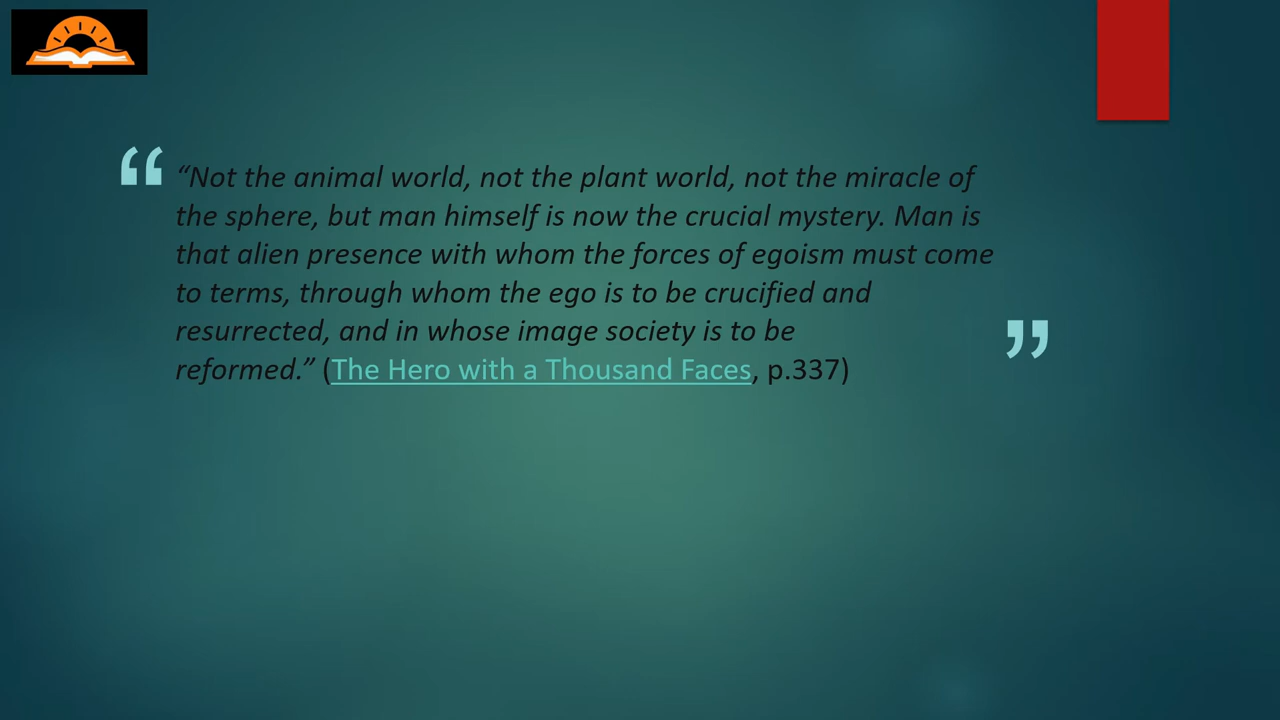 “
“Not the animal world, not the plant world, not the miracle of
the sphere, but man himself is now the crucial mystery. Man is
that alien presence with whom the forces of egoism must come
to terms, through whom the ego is to be crucified and
resurrected, and in whose image society is to be
reformed.” (The Hero with a Thousand Faces, p.337)
”